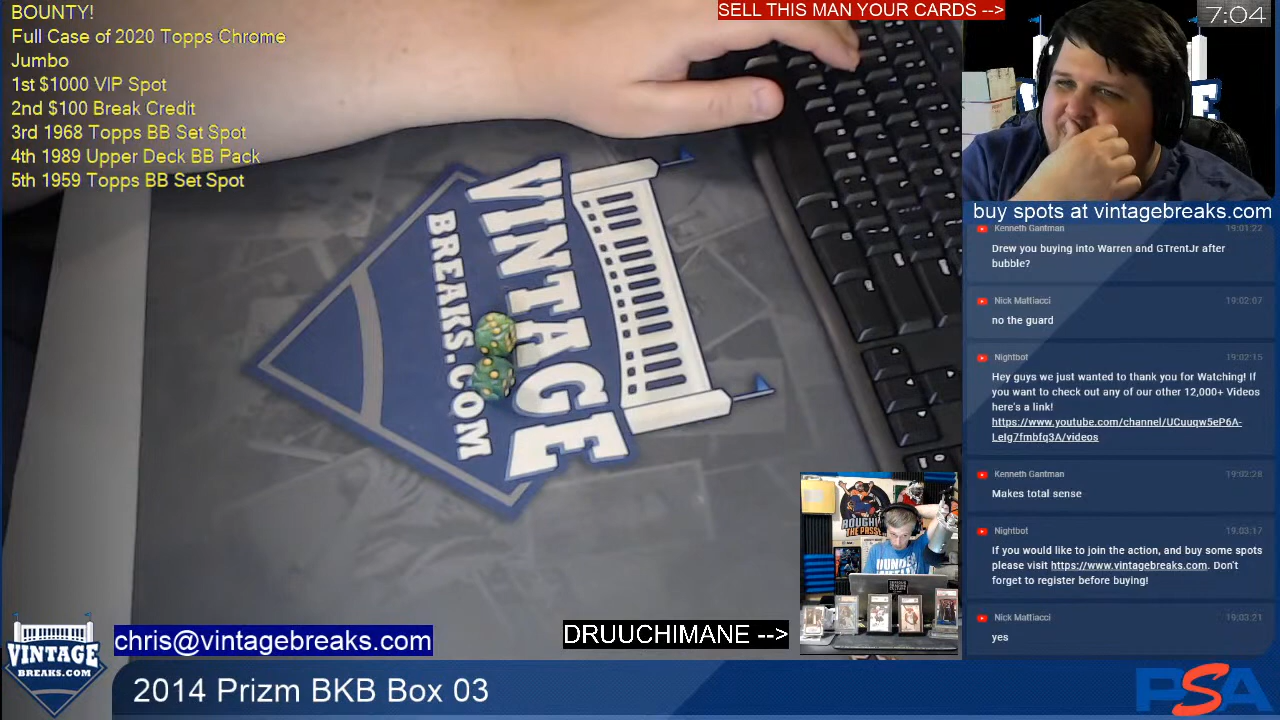 BOUNTY!
Full Case of 2020 Topps Chrome
Jumbo
1st $1000 VIP Spot
2nd $100 Break Credit
3rd 1968 Topps BB Set Spot
4th 1989 Upper Deck BB Pack
5th 1959 Topps BB Set Spot
SELL THIS MAN YOUR CARDS -->
7:04
buy spots at vintagebreaks.com
Kenneth Gantman 19:01:22
Drew you buying into Warren and GTrentJr after
bubble?
Nick Mattiacci 19:02:07
no the guard
Nightbot 19:02:15
Hey guys we just wanted to thank you for Watching! If
you want to check out any of our other 12,000+ Videos
here's a link!
https://www.youtube.com/channel/UCuuqw5eP6A-
LeIg7fmbfq3A/videos
Kenneth Gantman 19:02:28
Makes total sense
Nightbot 19:03:17
If you would like to join the action, and buy some spots
please visit https://www.vintagebreaks.com. Don't
forget to register before buying!
Nick Mattiacci 19:03:21
yes
VINTAGE
BREAKS.COM
DRUUCHIMANE -->
chris@vintagebreaks.com
VINTAGE
BREAKS.COM
2014 Prizm BKB Box 03
PSA